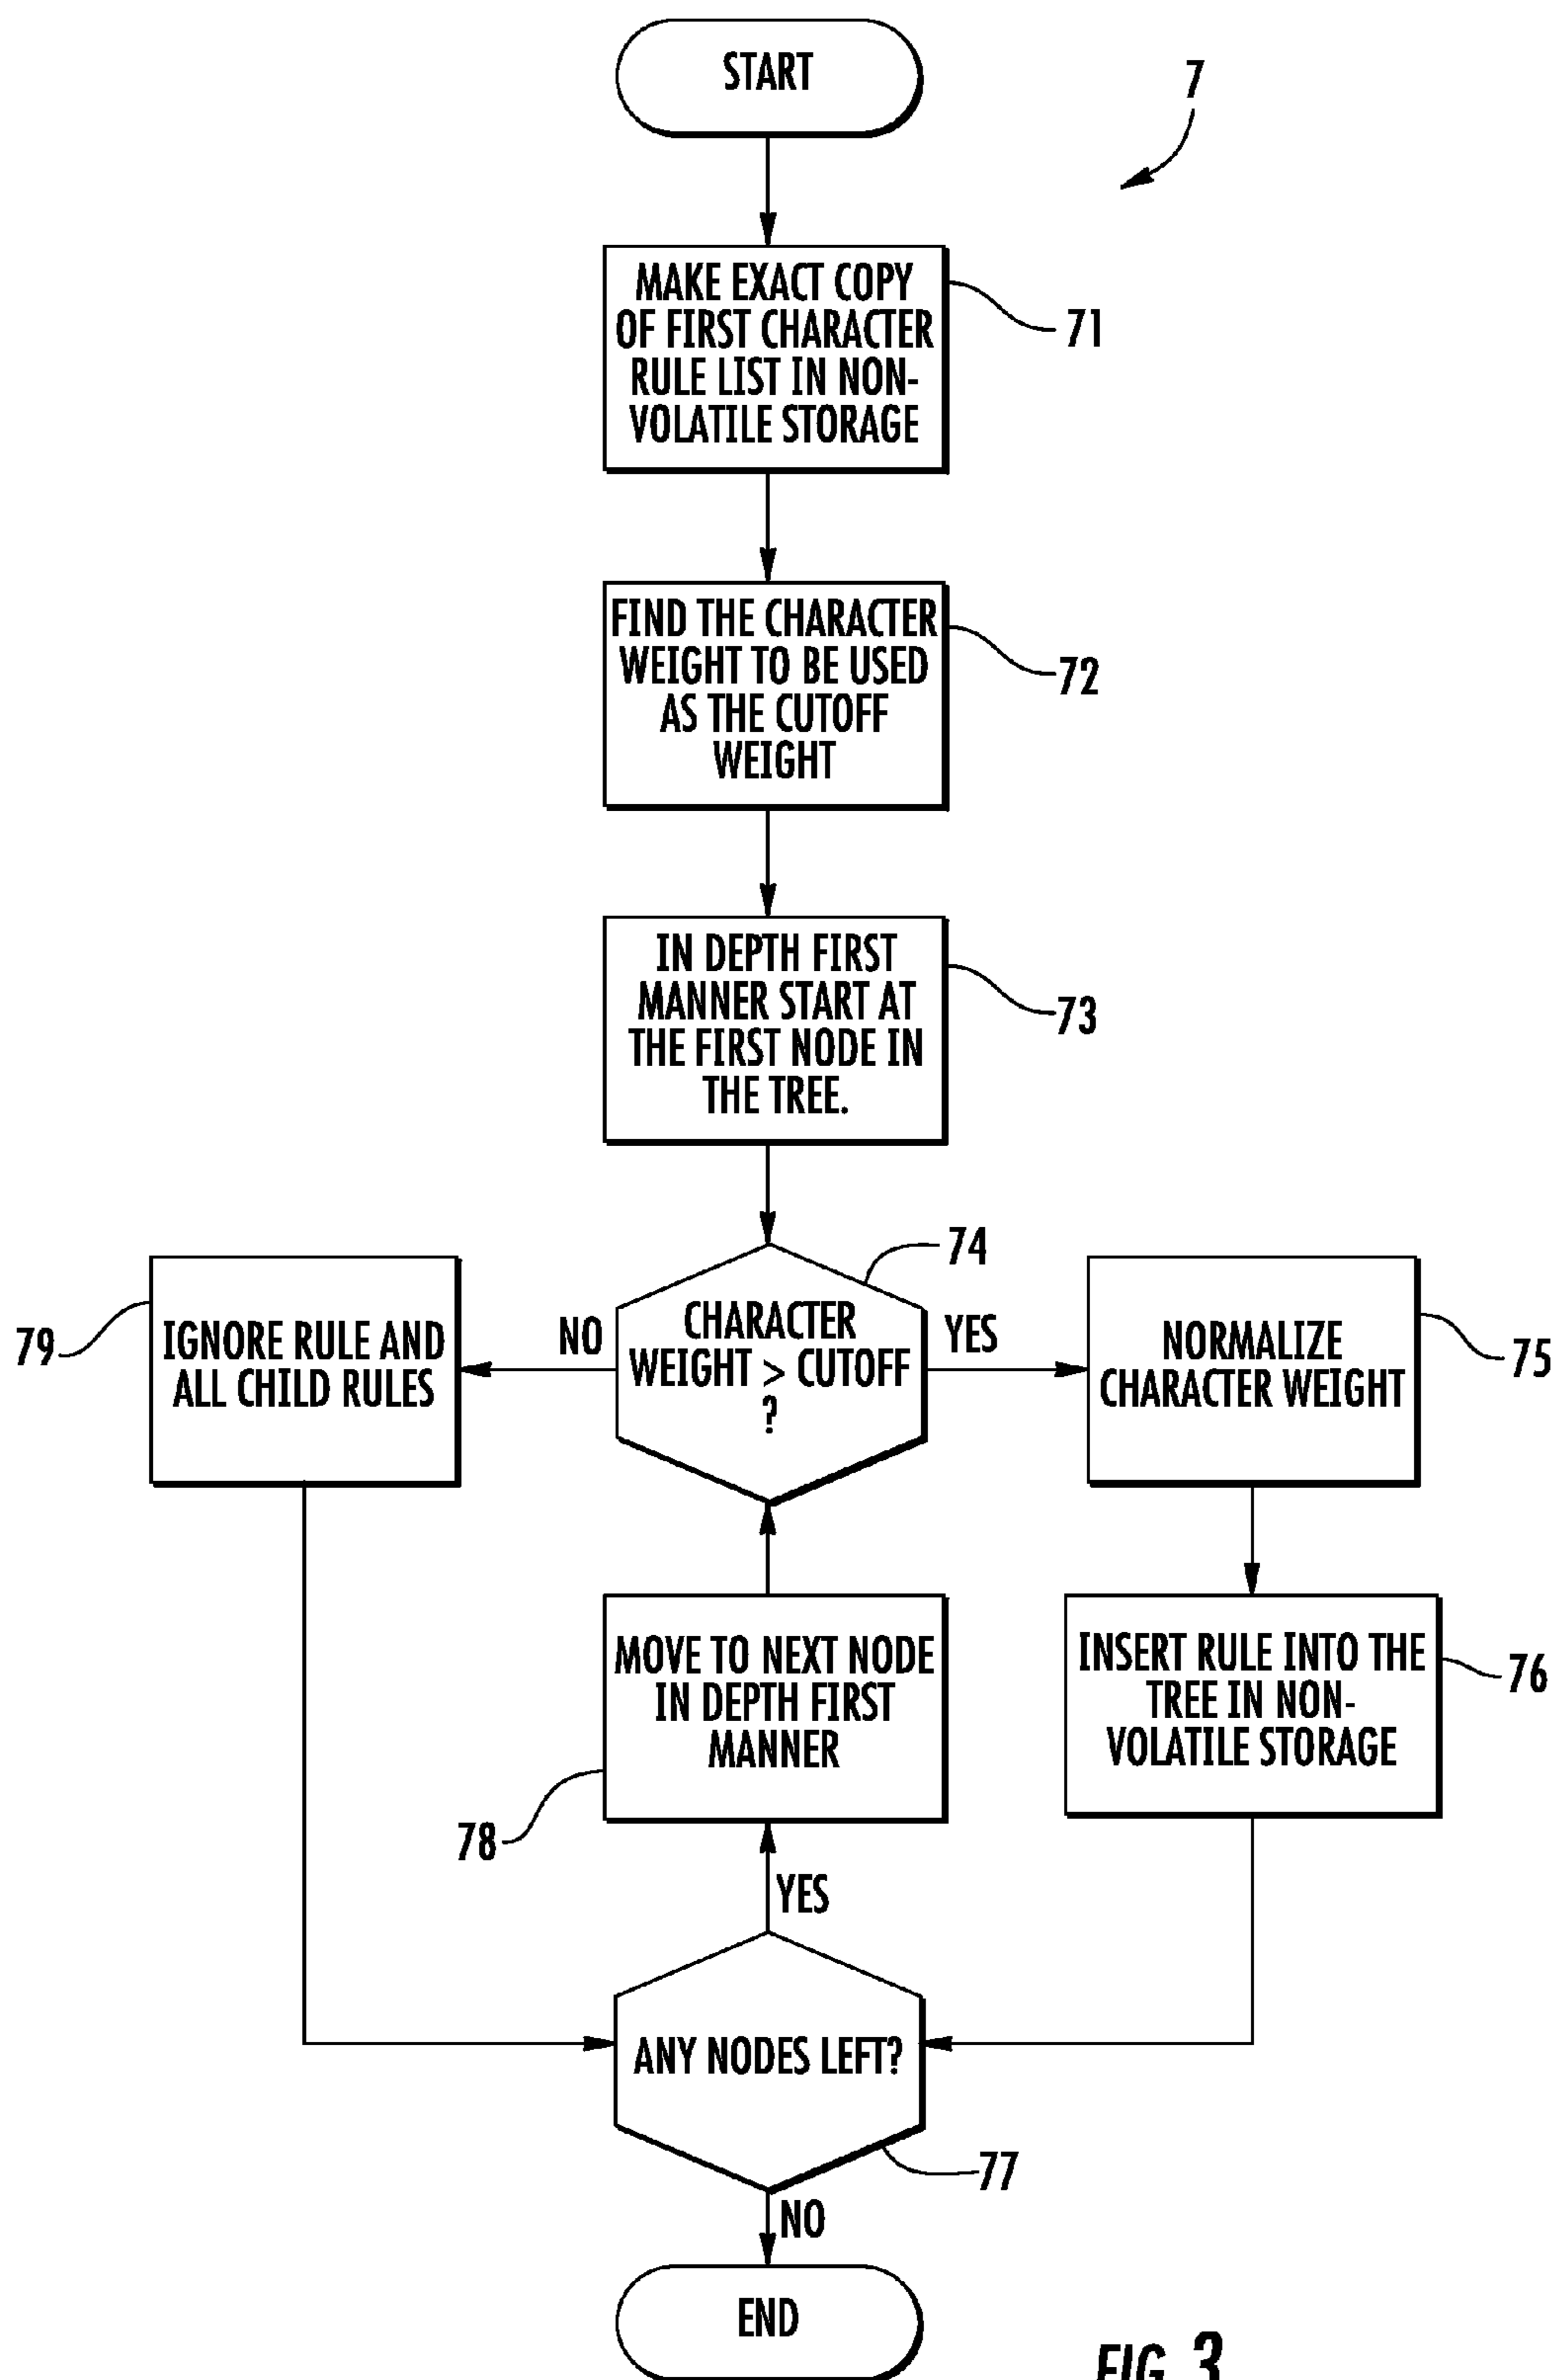 START
7
MAKE EXACT COPY
OF FIRST CHARACTER
RULE LIST IN NON-
VOLATILE STORAGE
71
FIND THE CHARACTER
WEIGHT TO BE USED
AS THE CUTOFF
WEIGHT
72
IN DEPTH FIRST
MANNER START AT
THE FIRST NODE IN
THE TREE.
73
74
79
IGNORE RULE AND
ALL CHILD RULES
NO
CHARACTER
WEIGHT > CUTOFF
?
YES
NORMALIZE
CHARACTER WEIGHT
75
MOVE TO NEXT NODE
IN DEPTH FIRST
MANNER
78
INSERT RULE INTO THE
TREE IN NON-
VOLATILE STORAGE
76
YES
ANY NODES LEFT?
77
NO
END
FIG. 3